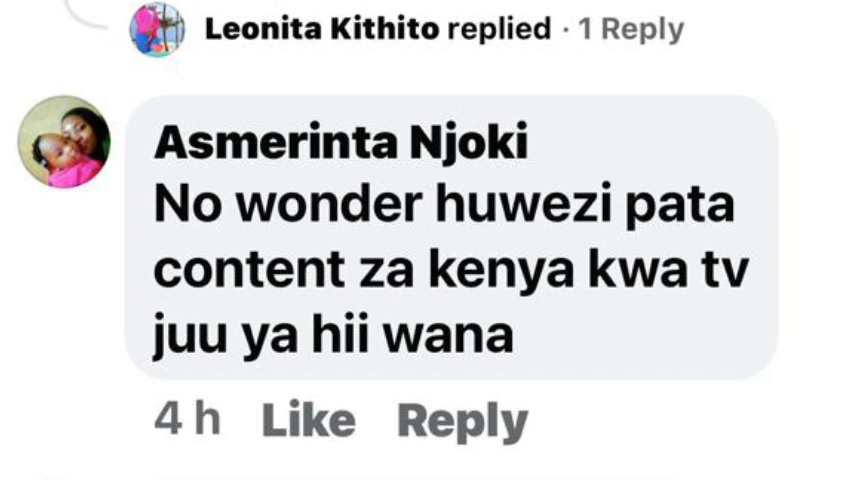 Leonita Kithito replied · 1 Reply
Asmerinta Njoki
No wonder huwezi pata
content za kenya kwa tv
juu ya hii wana
4 h Like Reply